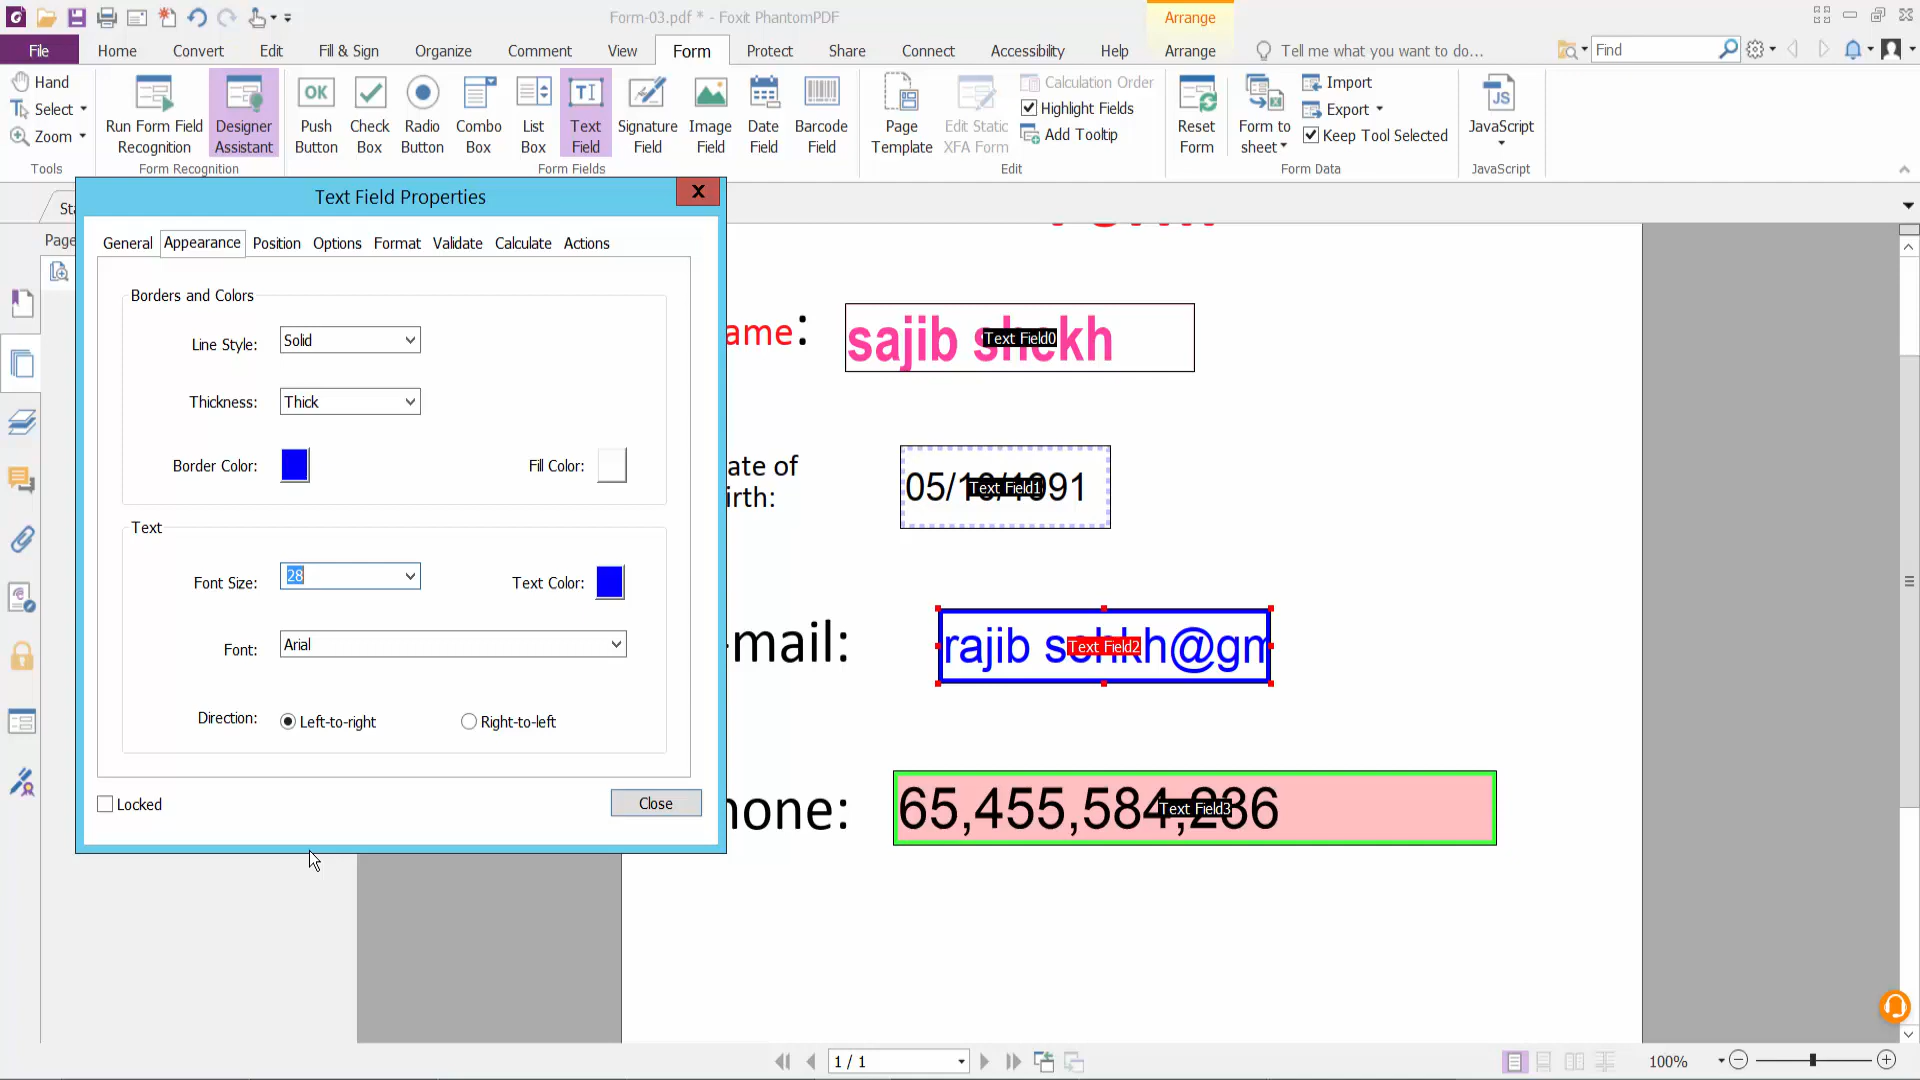 Form-03.pdf * - Foxit PhantomPDF
Arrange
File
Home
Convert
Edit
Fill & Sign
Organize
Comment
View
Form
Protect
Share
Connect
Accessibility
Help
Arrange
Tell me what you want to do...
Find
Hand
Select
Zoom
Tools
Run Form Field
Recognition
Designer
Assistant
Form Recognition
OK
Push
Button
Check
Box
Radio
Button
Combo
Box
List
Box
Text
Field
Signature
Field
Image
Field
Date
Field
Barcode
Field
Form Fields
Page
Template
Edit Static
XFA Form
Calculation Order
Highlight Fields
Add Tooltip
Edit
Reset
Form
Form to
sheet
Import
Export
Keep Tool Selected
Form Data
JS
JavaScript
JavaScript
Sta
Page
Text Field Properties
X
General
Appearance
Position
Options
Format
Validate
Calculate
Actions
Borders and Colors
Line Style:
Solid
Thickness:
Thick
Border Color:
Fill Color:
Text
Font Size:
28
Text Color:
Font:
Arial
Direction:
Left-to-right
Right-to-left
Locked
Close
ame:
sajib shekh
Text Field0
ate of
irth:
Text Field1
-mail:
Text Field2
one:
Text Field3
1 / 1
100%